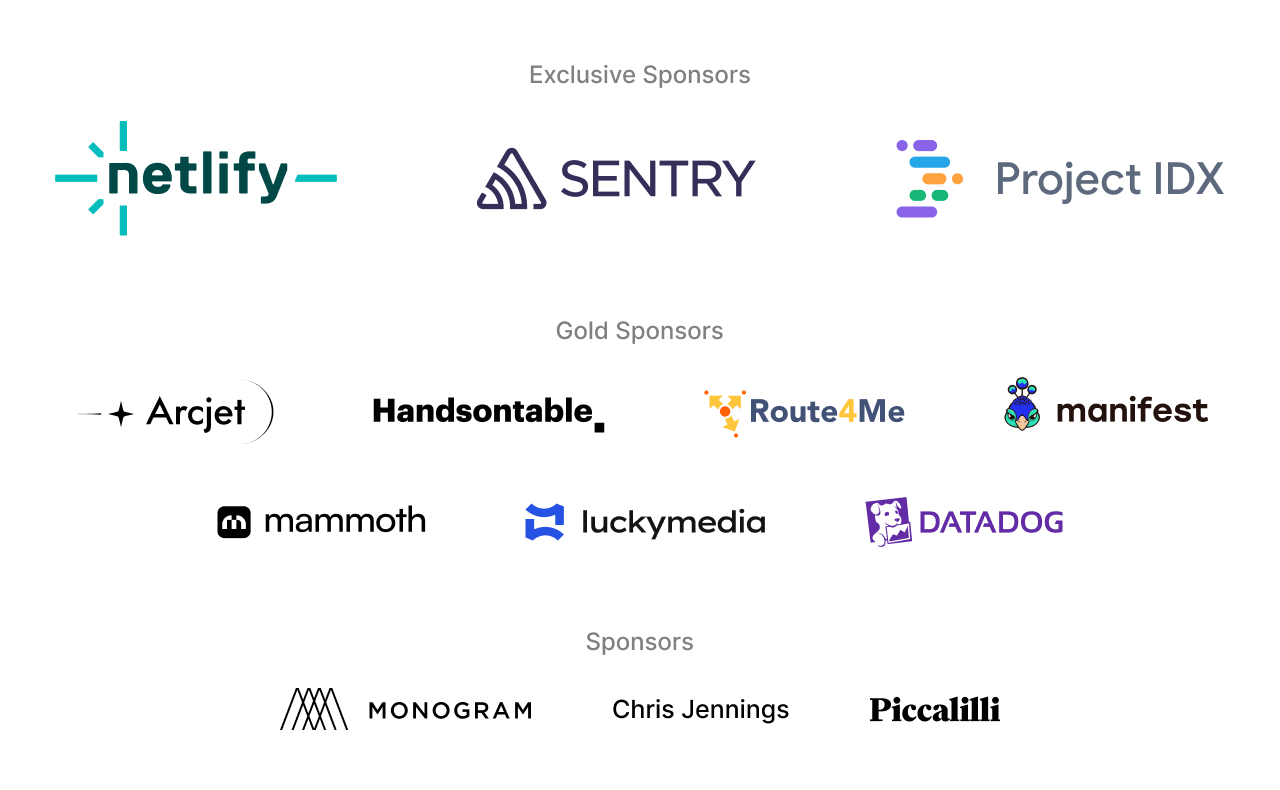 Exclusive Sponsors
netlify
SENTRY
Project IDX
Gold Sponsors
Arcjet
Handsontable
Route4Me
manifest
mammoth
luckymedia
DATADOG
Sponsors
MONOGRAM
Chris Jennings
Piccalilli